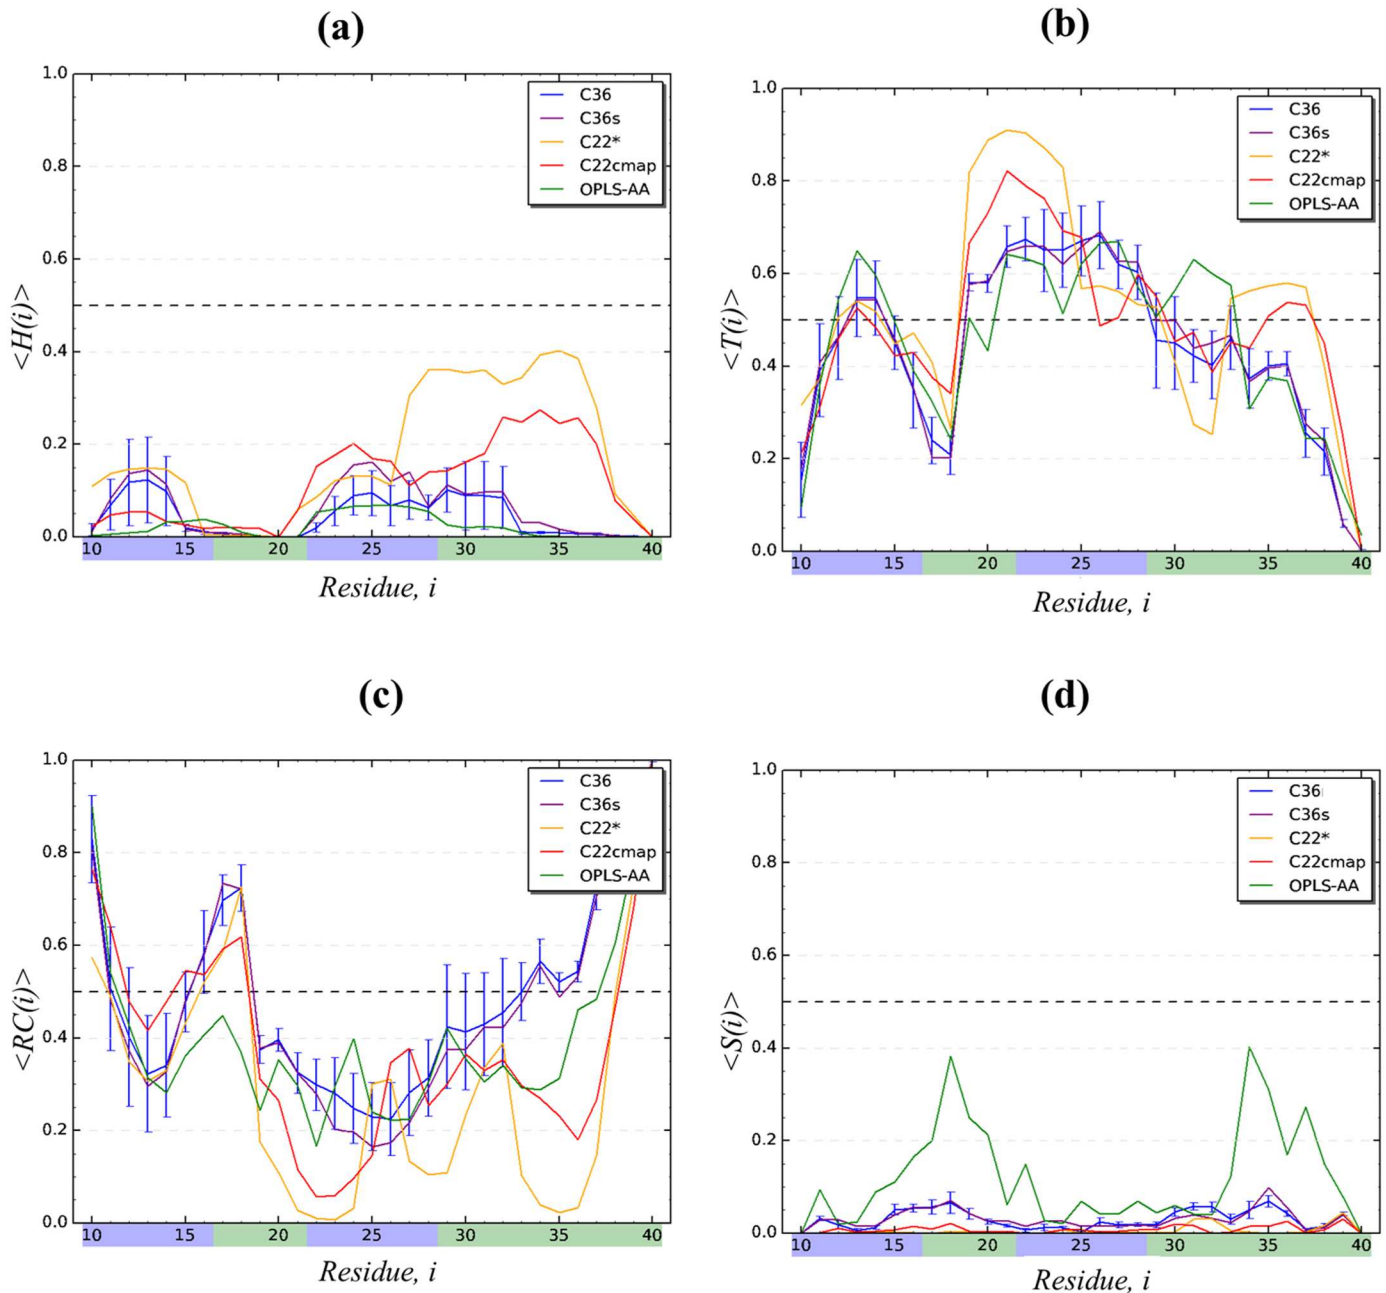 (a)
1.0
0.8
0.6
0.4
0.2
0.0
<H(i)>
C36
C36s
C22*
C22cmap
OPLS-AA
10 15 20 25 30 35 40
Residue, i
(b)
1.0
0.8
0.6
0.4
0.2
0.0
<T(i)>
C36
C36s
C22*
C22cmap
OPLS-AA
10 15 20 25 30 35 40
Residue, i
(c)
1.0
0.8
0.6
0.4
0.2
0.0
<RC(i)>
C36
C36s
C22*
C22cmap
OPLS-AA
10 15 20 25 30 35 40
Residue, i
(d)
1.0
0.8
0.6
0.4
0.2
0.0
<S(i)>
C36
C36s
C22*
C22cmap
OPLS-AA
10 15 20 25 30 35 40
Residue, i